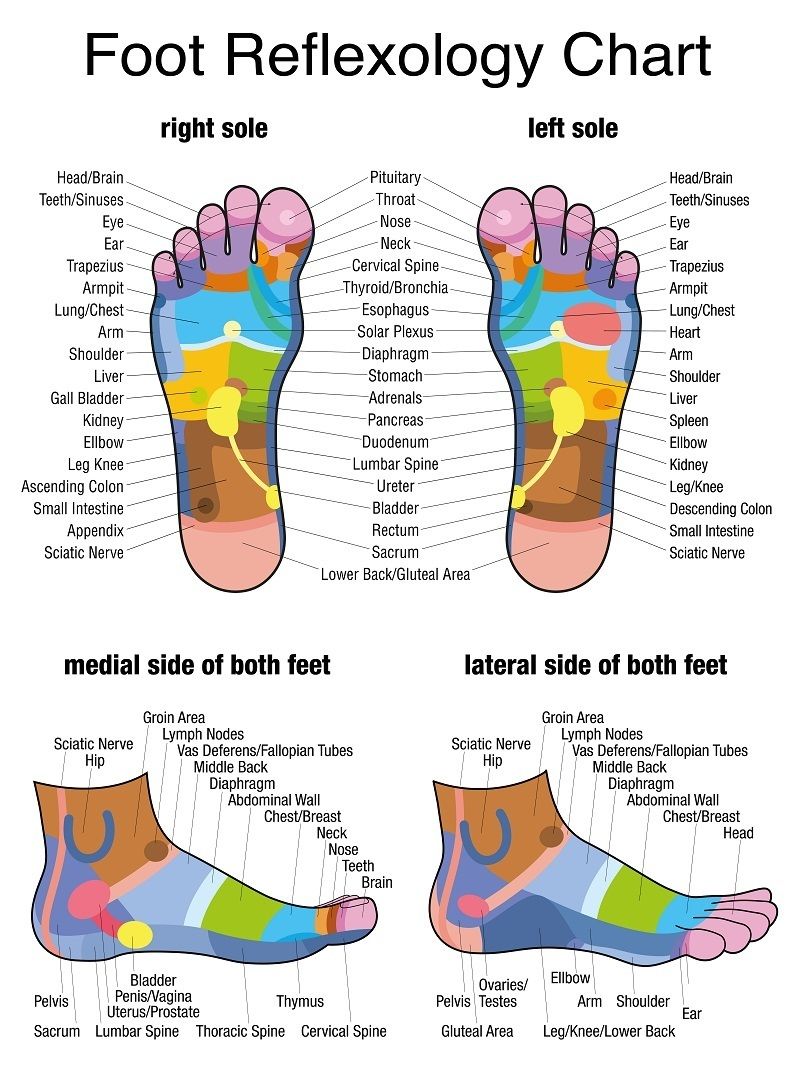 Foot Reflexology Chart
right sole
left sole
Head/Brain
Teeth/Sinuses
Eye
Ear
Trapezius
Armpit
Lung/Chest
Arm
Shoulder
Liver
Gall Bladder
Kidney
Ellbow
Leg Knee
Ascending Colon
Small Intestine
Appendix
Sciatic Nerve
Pituitary
Throat
Nose
Neck
Cervical Spine
Thyroid/Bronchia
Esophagus
Solar Plexus
Diaphragm
Stomach
Adrenals
Pancreas
Duodenum
Lumbar Spine
Ureter
Bladder
Rectum
Sacrum
Lower Back/Gluteal Area
Head/Brain
Teeth/Sinuses
Eye
Ear
Trapezius
Armpit
Lung/Chest
Heart
Arm
Shoulder
Liver
Spleen
Ellbow
Kidney
Leg/Knee
Descending Colon
Small Intestine
Sciatic Nerve
medial side of both feet
Groin Area
Lymph Nodes
Sciatic Nerve
Vas Deferens/Fallopian Tubes
Hip
Middle Back
Diaphragm
Abdominal Wall
Chest/Breast
Neck
Nose
Teeth
Brain
Bladder
Pelvis
Penis/Vagina
Thymus
Uterus/Prostate
Sacrum
Lumbar Spine
Thoracic Spine
Cervical Spine
lateral side of both feet
Groin Area
Lymph Nodes
Sciatic Nerve
Vas Deferens/Fallopian Tubes
Hip
Middle Back
Diaphragm
Abdominal Wall
Chest/Breast
Head
Ellbow
Ovaries/
Testes
Pelvis
Arm
Shoulder
Ear
Gluteal Area
Leg/Knee/Lower Back